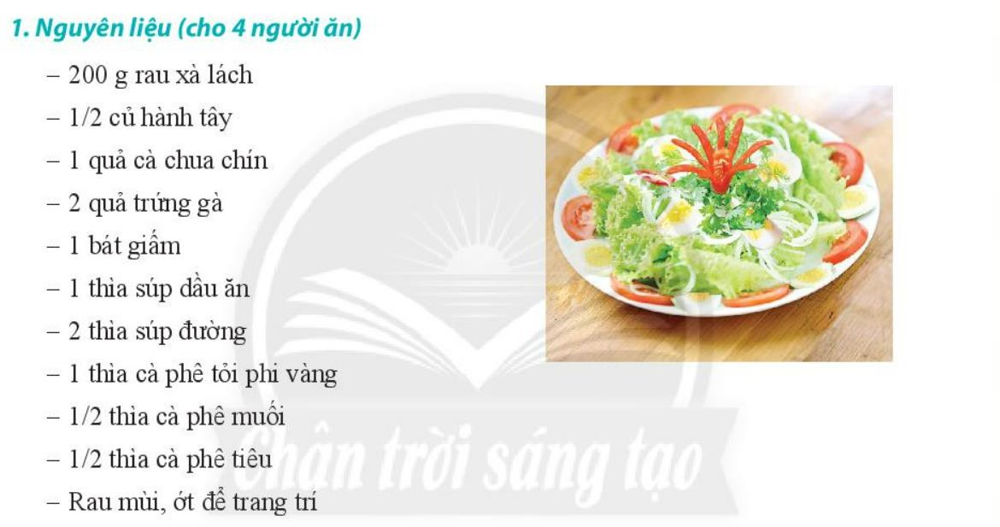 1. Nguyên liệu (cho 4 người ăn)
– 200 g rau xà lách
– 1/2 củ hành tây
– 1 quả cà chua chín
– 2 quả trứng gà
– 1 bát giấm
– 1 thìa súp dầu ăn
– 2 thìa súp đường
– 1 thìa cà phê tỏi phi vàng
– 1/2 thìa cà phê muối
– 1/2 thìa cà phê tiêu
– Rau mùi, ớt để trang trí
Chân trời sáng tạo